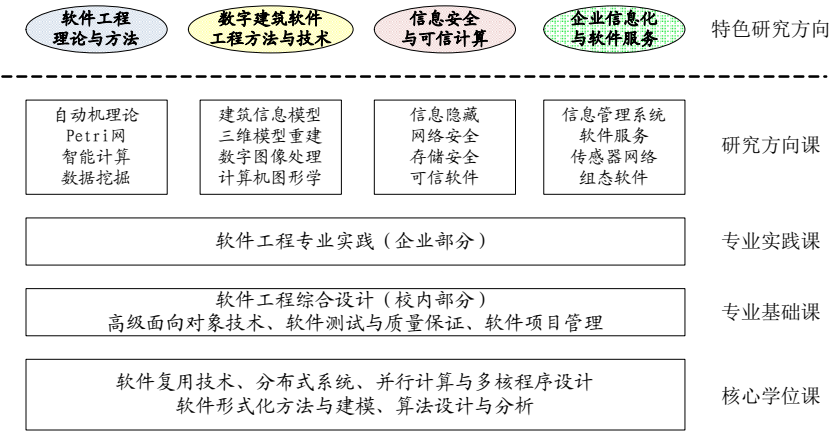 软件工程
理论与方法
数字建筑软件
工程方法与技术
信息安全
与可信计算
企业信息化
与软件服务
特色研究方向
自动机理论
Petri网
智能计算
数据挖掘
建筑信息模型
三维模型重建
数字图像处理
计算机图形学
信息隐藏
网络安全
存储安全
可信软件
信息管理系统
软件服务
传感器网络
组态软件
研究方向课
软件工程专业实践（企业部分）
专业实践课
软件工程综合设计（校内部分）
高级面向对象技术、软件测试与质量保证、软件项目管理
专业基础课
软件复用技术、分布式系统、并行计算与多核程序设计
软件形式化方法与建模、算法设计与分析
核心学位课